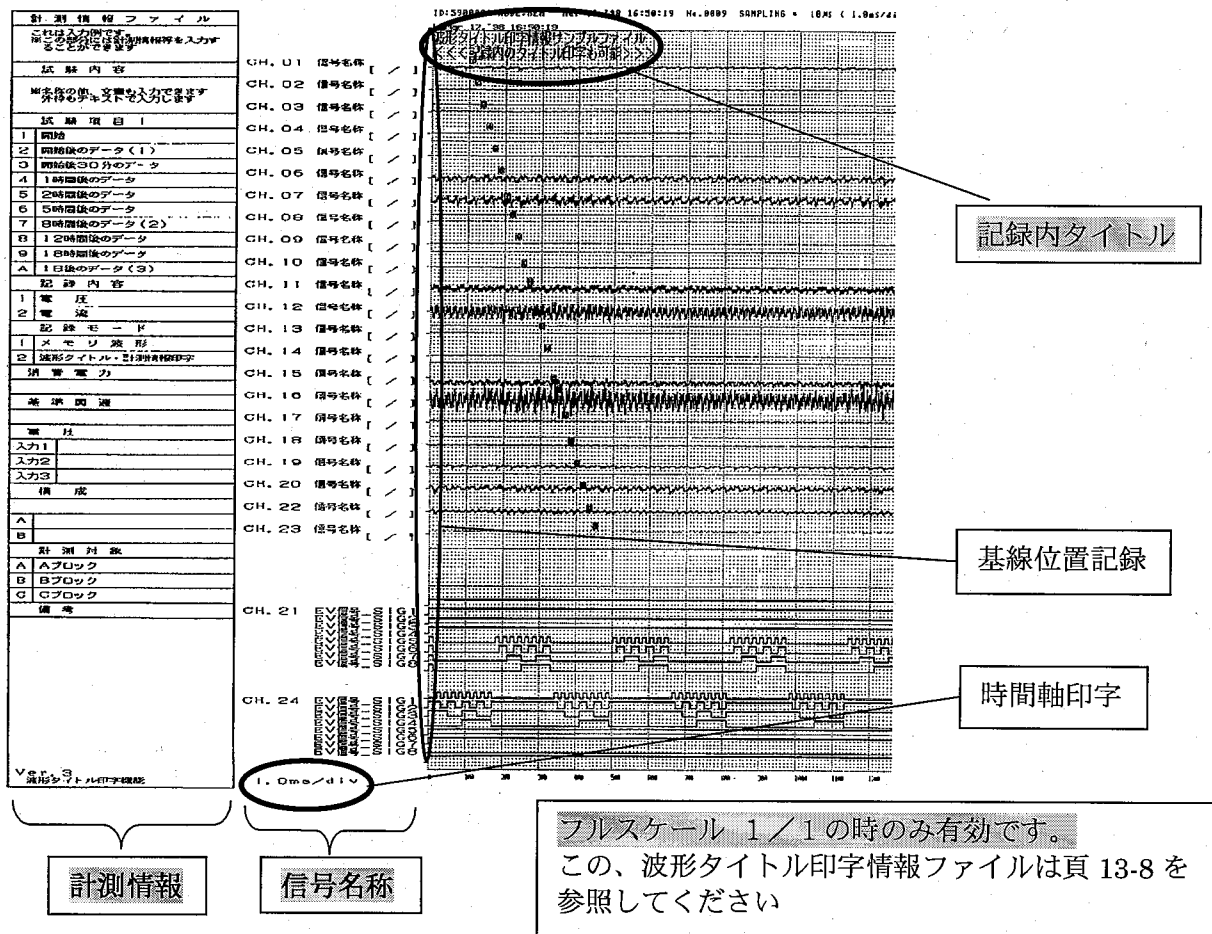 計測情報ファイル
これは入力例です。
※この部分には計測情報等を入力す
ることができます
試験内容
外枠もテキストで入力します
試験項目1
1 開始
2 開始後のデータ(1)
3 開始後30分のデータ
4 1時間後のデータ
5 2時間後のデータ
6 5時間後のデータ
7 8時間後のデータ(2)
8 12時間後のデータ
9 18時間後のデータ
A 18後のデータ(3)
記録内容
1 電圧
2 電流
記録モード
1 メモリ波形
2 波形タイトル・計測情報印字
消費電力
基準関連
電圧
入力1
入力2
入力3
構成
A
B
計測対象
A Aブロック
B Bブロック
C Cブロック
備考
Ver.3
波形タイトル印字機能
16:50:19 No.0009 SAMPLING = 10μs
波形タイトル印字情報サンプルファイル
<<<記録内のタイトル印字も可能>>>
CH. 01 信号名称 [ / ]
CH. 02 信号名称 [ / ]
CH. 03 信号名称 [ / ]
CH. 04 信号名称 [ / ]
CH. 05 信号名称 [ / ]
CH. 06 信号名称 [ / ]
CH. 07 信号名称 [ / ]
CH. 08 信号名称 [ / ]
CH. 09 信号名称 [ / ]
CH. 10 信号名称 [ / ]
CH. 11 信号名称 [ / ]
CH. 12 信号名称 [ / ]
CH. 13 信号名称 [ / ]
CH. 14 信号名称 [ / ]
CH. 15 信号名称 [ / ]
CH. 16 信号名称 [ / ]
CH. 17 信号名称 [ / ]
CH. 18 信号名称 [ / ]
CH. 19 信号名称 [ / ]
CH. 20 信号名称 [ / ]
CH. 22 信号名称 [ / ]
CH. 23 信号名称 [ / ]
CH. 21
CH. 24
1.0ms/div
記録内タイトル
基線位置記録
時間軸印字
計測情報
信号名称
フルスケール 1/1の時のみ有効です。
この、波形タイトル印字情報ファイルは頁 13-8 を
参照してください